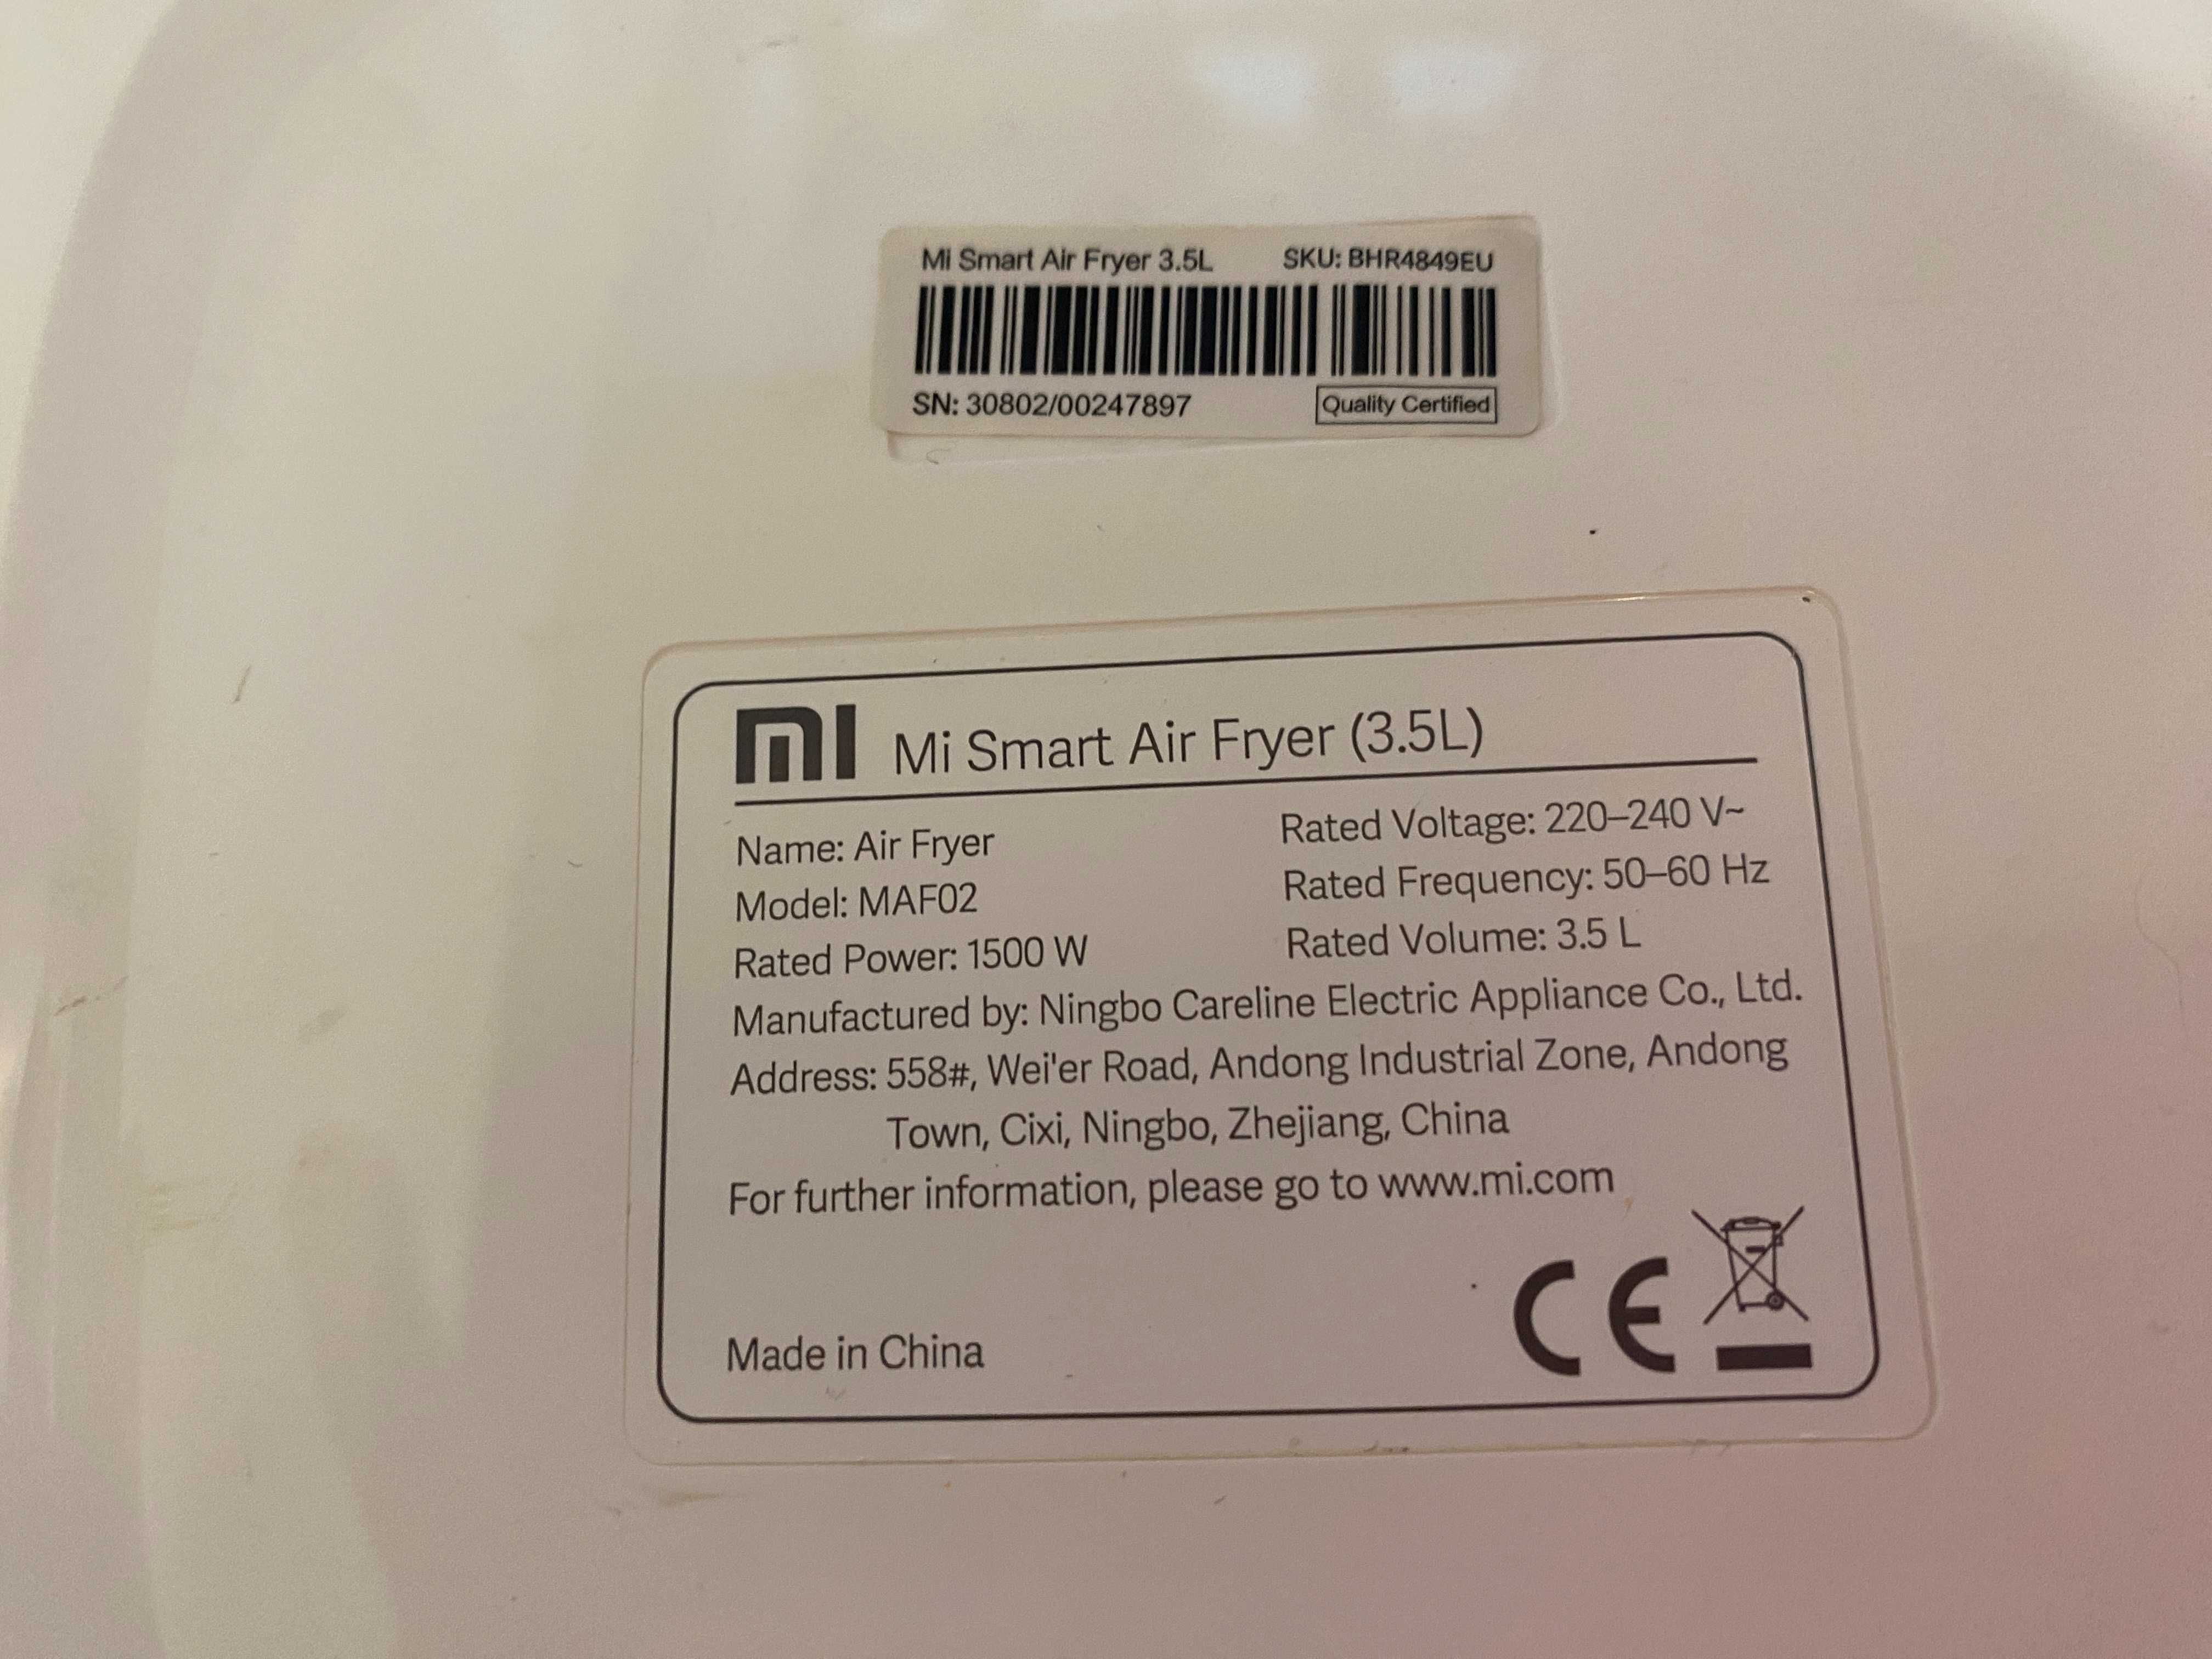 Mi Smart Air Fryer 3.5L SKU: BHR4849EU
SN: 30802/00247897 Quality Certified
mi Mi Smart Air Fryer (3.5L)
Name: Air Fryer Rated Voltage: 220–240 V~
Model: MAF02 Rated Frequency: 50–60 Hz
Rated Power: 1500 W Rated Volume: 3.5 L
Manufactured by: Ningbo Careline Electric Appliance Co., Ltd.
Address: 558#, Wei'er Road, Andong Industrial Zone, Andong
Town, Cixi, Ningbo, Zhejiang, China
For further information, please go to www.mi.com
Made in China CE